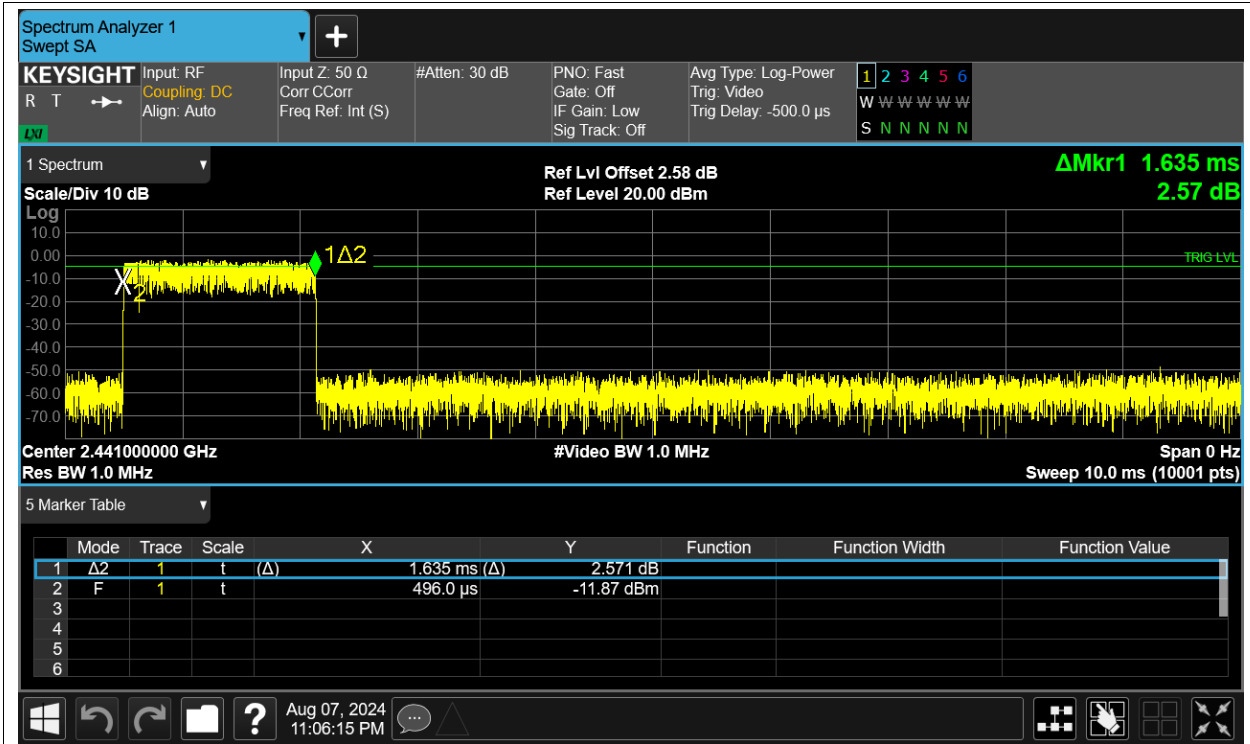 Spectrum Analyzer 1
Swept SA
+
KEYSIGHT
R T
LXI
Input: RF
Coupling: DC
Align: Auto
Input Z: 50 Ω
Corr CCorr
Freq Ref: Int (S)
#Atten: 30 dB
PNO: Fast
Gate: Off
IF Gain: Low
Sig Track: Off
Avg Type: Log-Power
Trig: Video
Trig Delay: -500.0 µs
1 2 3 4 5 6
W W W W W W
S N N N N N
1 Spectrum
Scale/Div 10 dB
Ref Lvl Offset 2.58 dB
Ref Level 20.00 dBm
ΔMkr1 1.635 ms
2.57 dB
Log
10.0
0.00
-10.0
-20.0
-30.0
-40.0
-50.0
-60.0
-70.0
1Δ2
X2
TRIG LVL
Center 2.441000000 GHz
#Video BW 1.0 MHz
Span 0 Hz
Res BW 1.0 MHz
Sweep 10.0 ms (10001 pts)
5 Marker Table
Mode Trace Scale X Y Function Function Width Function Value
1 Δ2 1 t (Δ) 1.635 ms (Δ) 2.571 dB
2 F 1 t 496.0 µs -11.87 dBm
3
4
5
6
?
Aug 07, 2024
11:06:15 PM